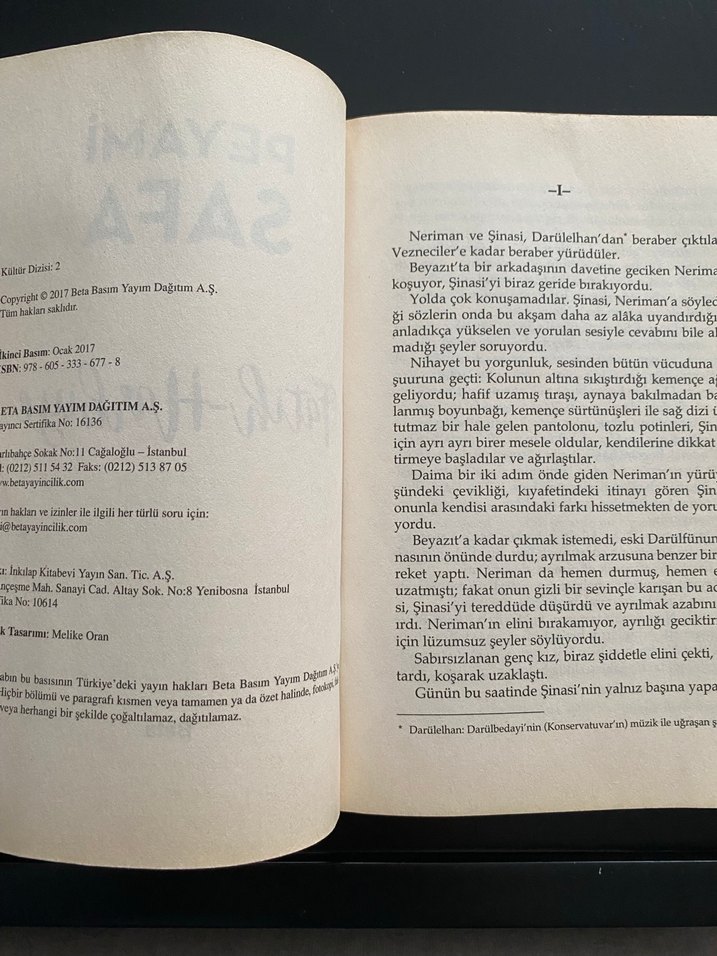 PEYAMİ
SAFA
Fatih-Harbiye
Kültür Dizisi: 2
Copyright © 2017 Beta Basım Yayım Dağıtım A.Ş.
Tüm hakları saklıdır.
İkinci Basım: Ocak 2017
ISBN: 978 - 605 - 333 - 677 - 8
BETA BASIM YAYIM DAĞITIM A.Ş.
ayıncı Sertifika No: 16136
arlıbahçe Sokak No:11 Cağaloğlu – İstanbul
l: (0212) 511 54 32 Faks: (0212) 513 87 05
ww.betayayincilik.com
ın hakları ve izinler ile ilgili her türlü soru için:
i@betayayincilik.com
kı: İnkılap Kitabevi Yayın San. Tic. A.Ş.
nçeşme Mah. Sanayi Cad. Altay Sok. No:8 Yenibosna İstanbul
fika No: 10614
k Tasarımı: Melike Oran
abın bu basısının Türkiye'deki yayın hakları Beta Basım Yayım Dağıtım A.Ş.'
Hiçbir bölümü ve paragrafı kısmen veya tamamen ya da özet halinde, fotokopi,
veya herhangi bir şekilde çoğaltılamaz, dağıtılamaz.
–I–
Neriman ve Şinasi, Darülelhan'dan* beraber çıktıla
Vezneciler'e kadar beraber yürüdüler.
Beyazıt'ta bir arkadaşının davetine geciken Nerima
koşuyor, Şinasi'yi biraz geride bırakıyordu.
Yolda çok konuşamadılar. Şinasi, Neriman'a söyled
ği sözlerin onda bu akşam daha az alâka uyandırdığı
anladıkça yükselen ve yorulan sesiyle cevabını bile al
madığı şeyler soruyordu.
Nihayet bu yorgunluk, sesinden bütün vücuduna
şuuruna geçti: Kolunun altına sıkıştırdığı kemençe ağ
geliyordu; hafif uzamış tıraşı, aynaya bakılmadan ba
lanmış boyunbağı, kemençe sürtünüşleri ile sağ dizi ü
tutmaz bir hale gelen pantolonu, tozlu potinleri, Şin
için ayrı ayrı birer mesele oldular, kendilerine dikkat
tirmeye başladılar ve ağırlaştılar.
Daima bir iki adım önde giden Neriman'ın yürüy
şündeki çevikliği, kıyafetindeki itinayı gören Şin
onunla kendisi arasındaki farkı hissetmekten de yoru
yordu.
Beyazıt'a kadar çıkmak istemedi, eski Darülfünun
nasının önünde durdu; ayrılmak arzusuna benzer bir
reket yaptı. Neriman da hemen durmuş, hemen e
uzatmıştı; fakat onun gizli bir sevinçle karışan bu ac
si, Şinasi'yi tereddüde düşürdü ve ayrılmak azabın
ırdı. Neriman'ın elini bırakamıyor, ayrılığı geciktir
için lüzumsuz şeyler söylüyordu.
Sabırsızlanan genç kız, biraz şiddetle elini çekti,
tardı, koşarak uzaklaştı.
Günün bu saatinde Şinasi'nin yalnız başına yapa
* Darülelhan: Darülbedayi'nin (Konservatuvar'ın) müzik ile uğraşan ş